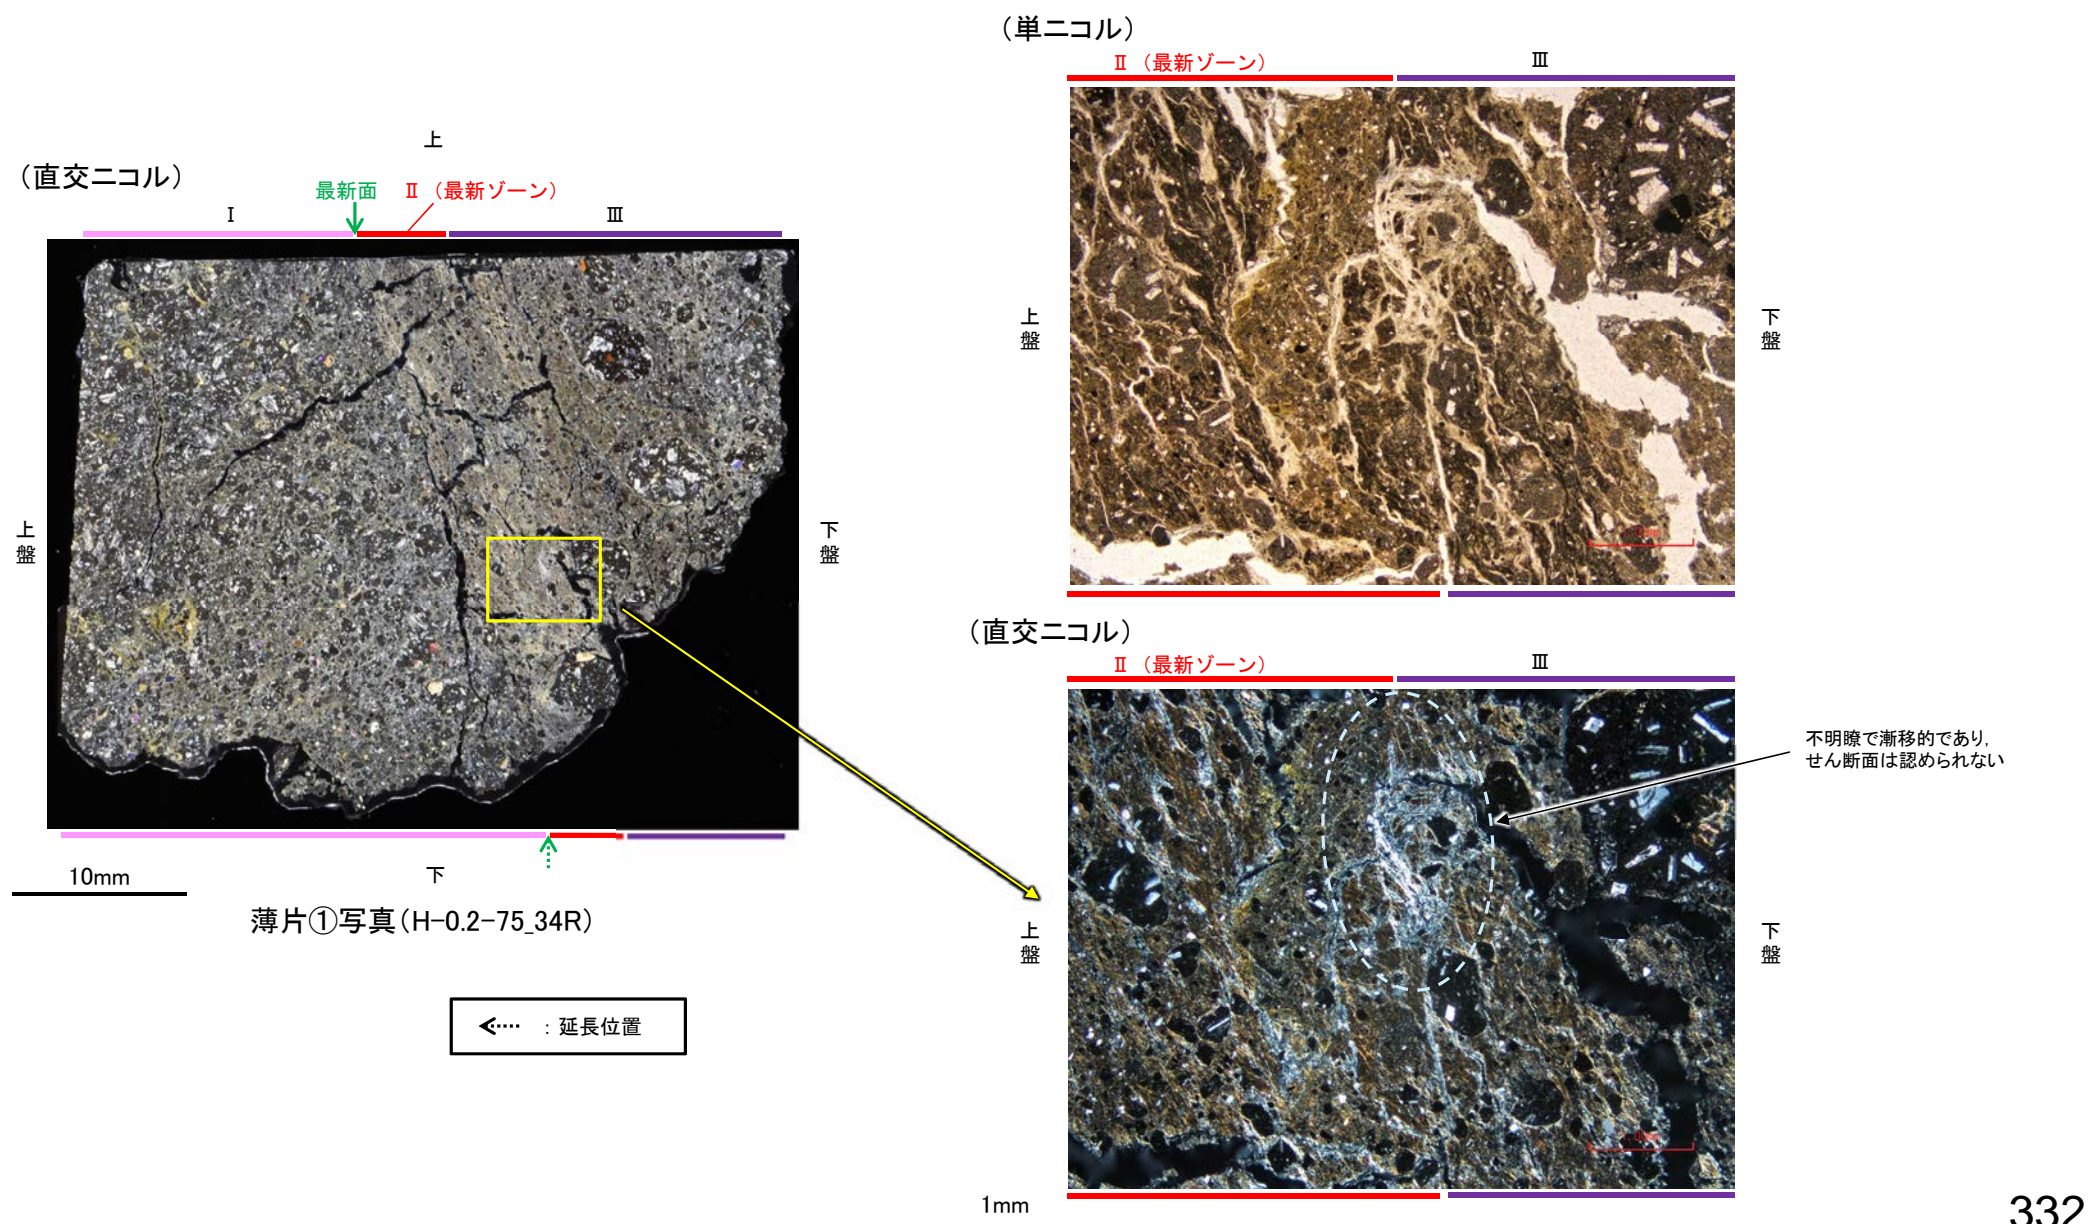 (単ニコル)
Ⅱ (最新ゾーン)
Ⅲ
上
(直交ニコル)
最新面
Ⅱ (最新ゾーン)
Ⅰ
Ⅲ
上盤
下盤
上盤
下盤
(直交ニコル)
Ⅱ (最新ゾーン)
Ⅲ
不明瞭で漸移的であり,
せん断面は認められない
10mm
下
薄片①写真(H-0.2-75_34R)
上盤
下盤
: 延長位置
1mm
332